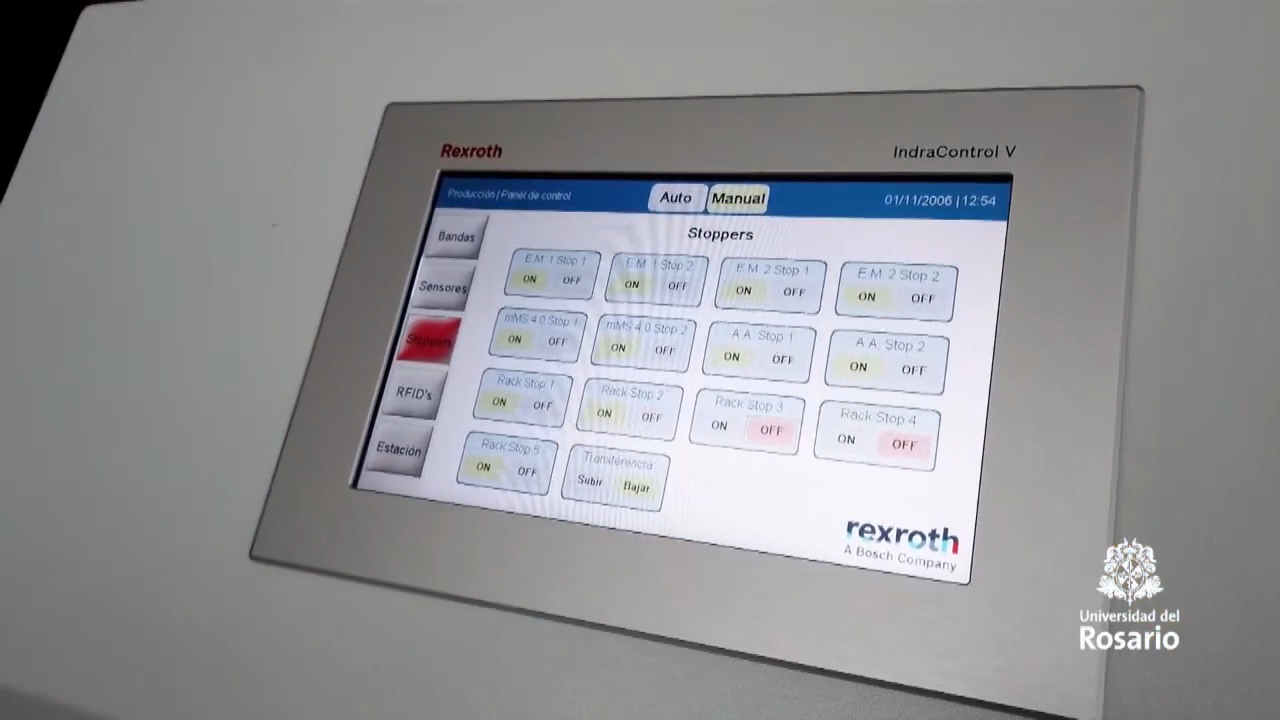 Rexroth
IndraControl V
Producción | Panel de control
Auto
Manual
01/11/2006 | 12:54
Stoppers
Bandas
Sensores
Stoppers
RFID's
Estación
E.M. 1 Stop 1
ON OFF
E.M. 1 Stop 2
ON OFF
E.M. 2 Stop 1
ON OFF
E.M. 2 Stop 2
ON OFF
mMS 4.0 Stop 1
ON OFF
mMS 4.0 Stop 2
ON OFF
A.A. Stop 1
ON OFF
A.A. Stop 2
ON OFF
Rack Stop 1
ON OFF
Rack Stop 2
ON OFF
Rack Stop 3
ON OFF
Rack Stop 4
ON OFF
Rack Stop 5
ON OFF
Transferencia
Subir Bajar
rexroth
A Bosch Company
Universidad del
Rosario